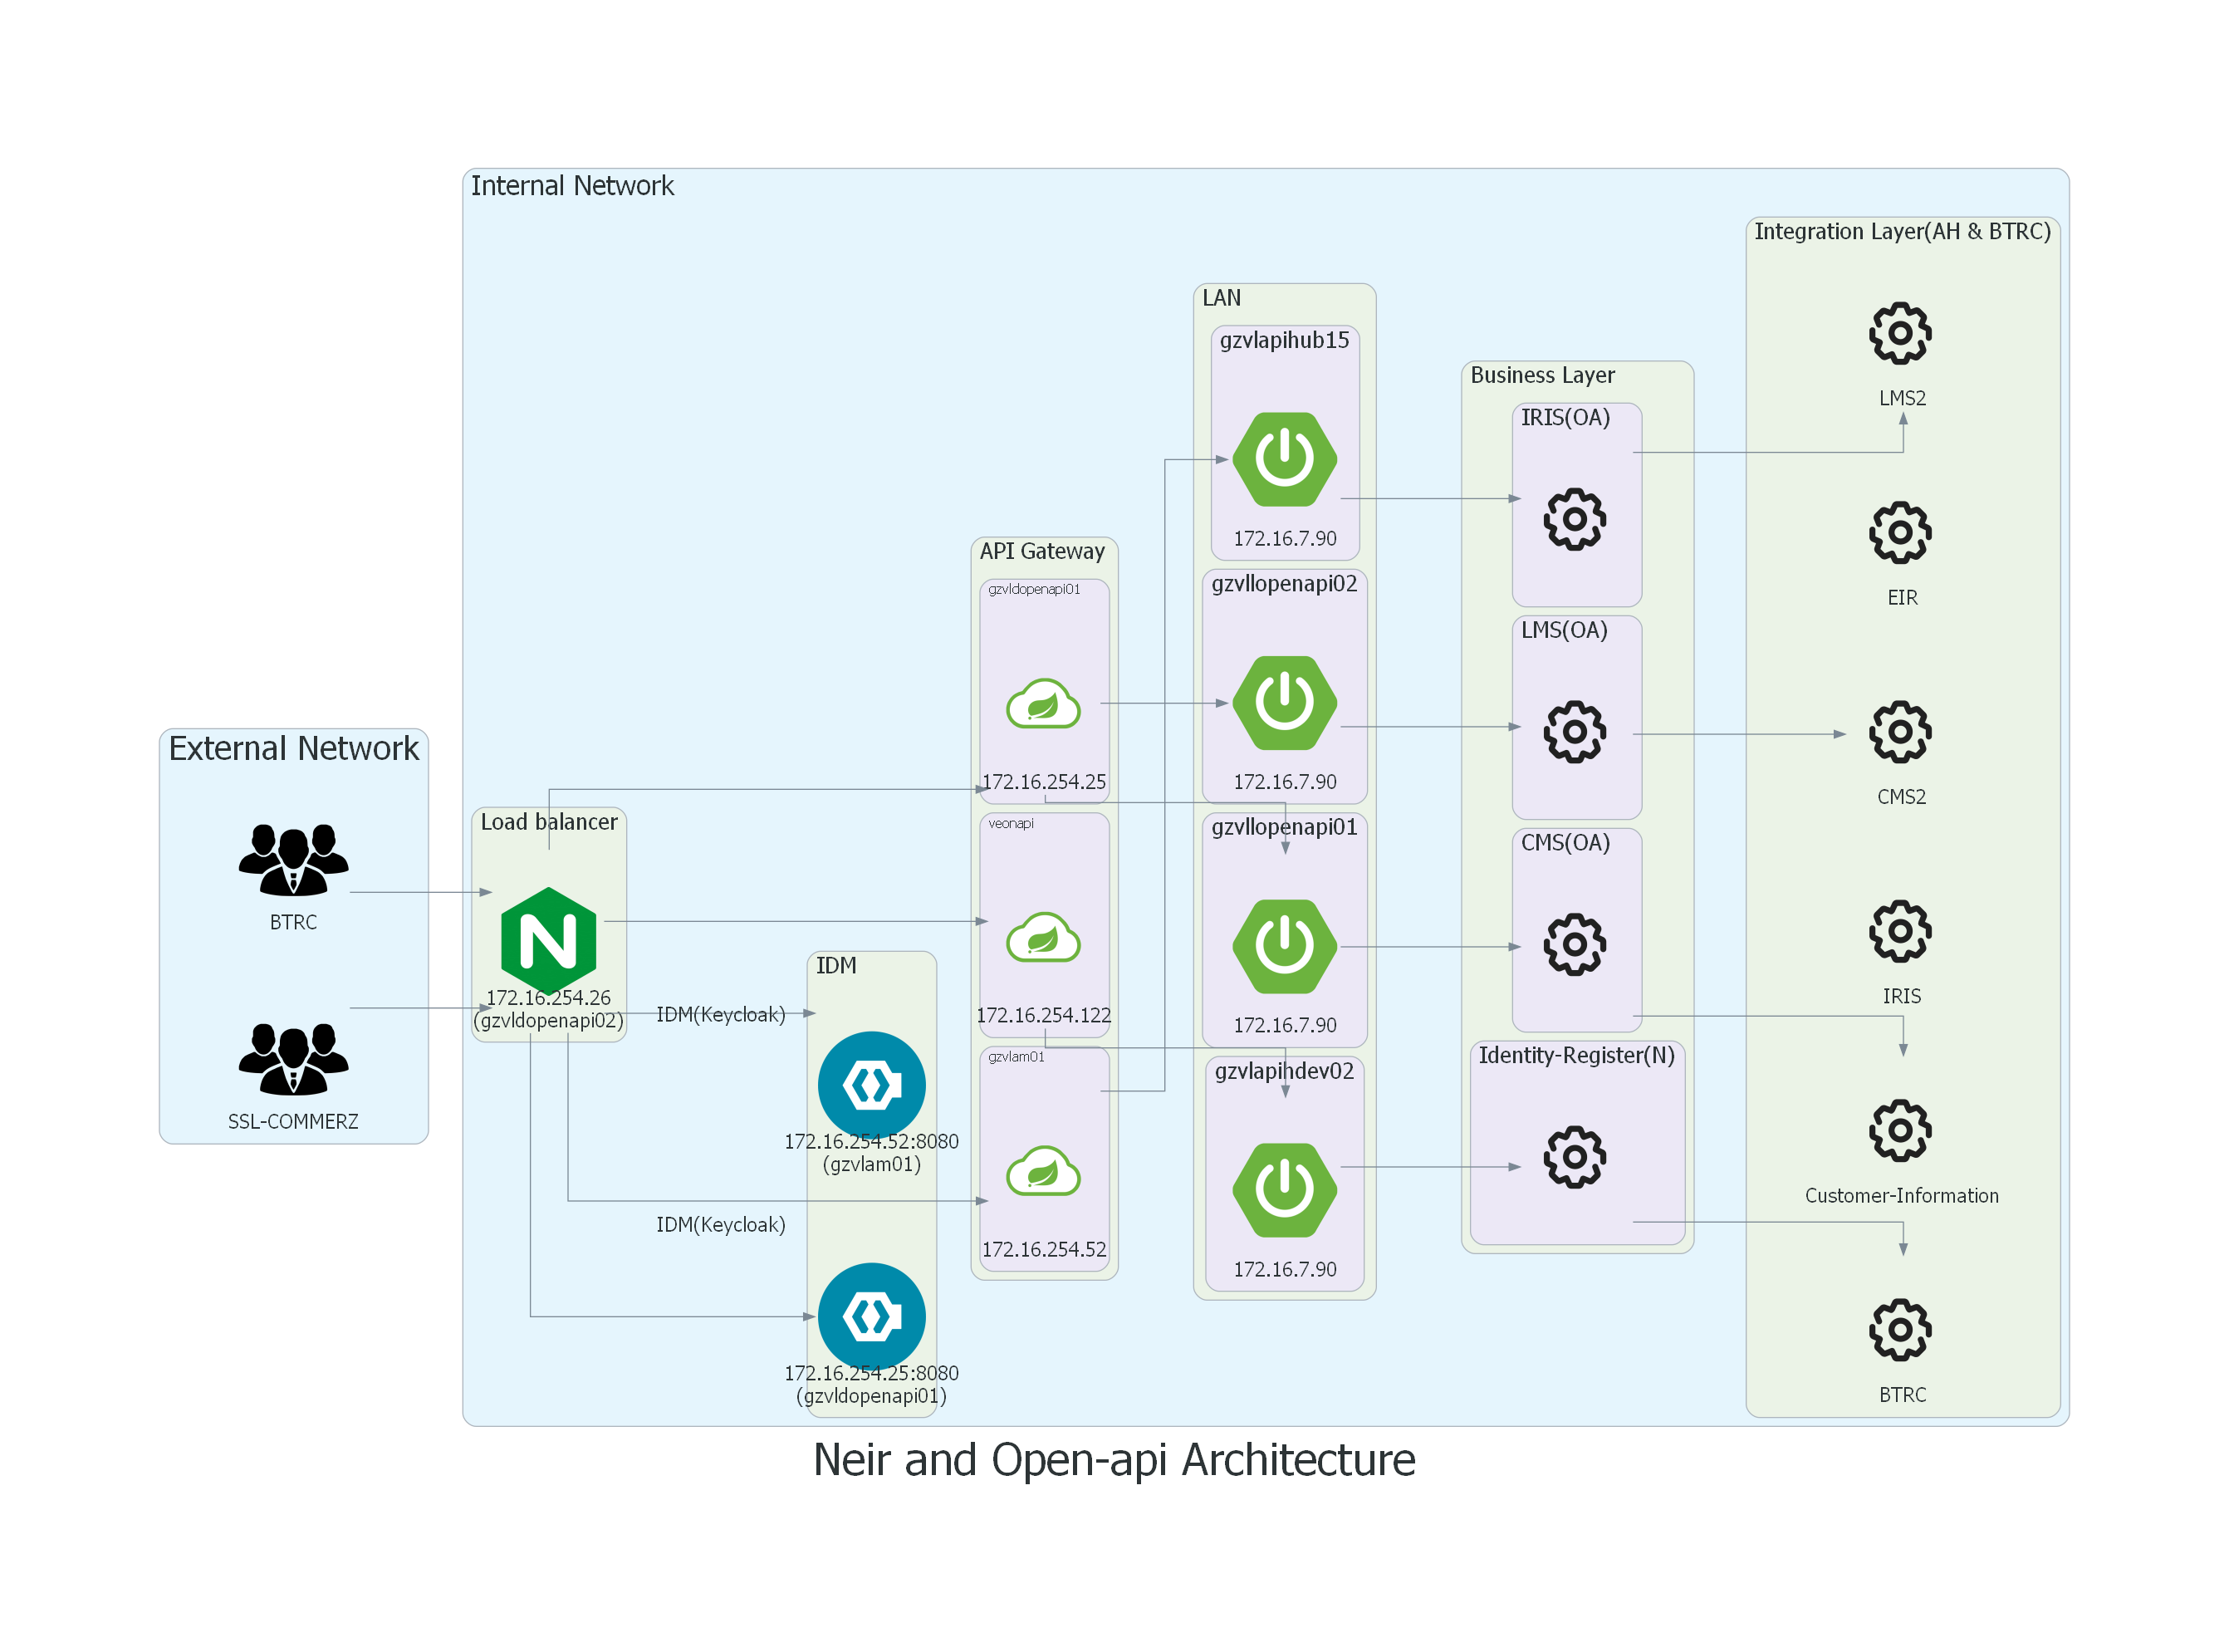 Internal Network
External Network
BTRC
SSL-COMMERZ
Load balancer
172.16.254.26
(gzvldopenapi02)
IDM(Keycloak)
IDM(Keycloak)
IDM
172.16.254.52:8080
(gzvlam01)
172.16.254.25:8080
(gzvldopenapi01)
API Gateway
gzvldopenapi01
172.16.254.25
veonapi
172.16.254.122
gzvlam01
172.16.254.52
LAN
gzvlapihub15
172.16.7.90
gzvllopenapi02
172.16.7.90
gzvllopenapi01
172.16.7.90
gzvlapihdev02
172.16.7.90
Business Layer
IRIS(OA)
LMS(OA)
CMS(OA)
Identity-Register(N)
Integration Layer(AH & BTRC)
LMS2
EIR
CMS2
IRIS
Customer-Information
BTRC
Neir and Open-api Architecture